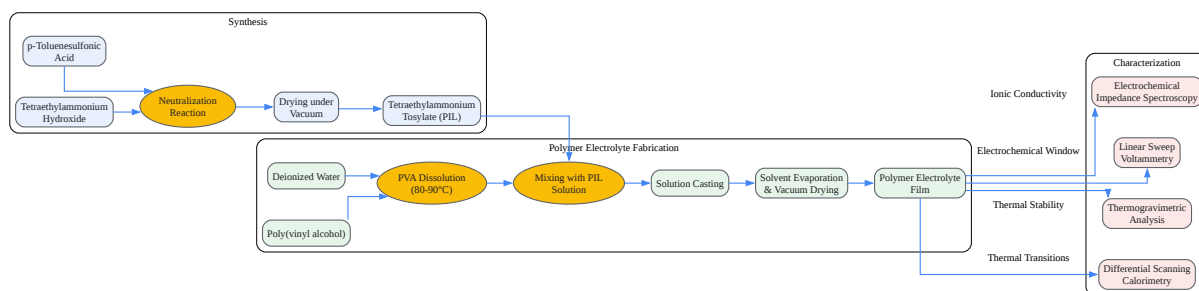 Synthesis
p-Toluenesulfonic
Acid
Tetraethylammonium
Hydroxide
Neutralization
Reaction
Drying under
Vacuum
Tetraethylammonium
Tosylate (PIL)
Polymer Electrolyte Fabrication
Deionized Water
Poly(vinyl alcohol)
PVA Dissolution
(80-90°C)
Mixing with PIL
Solution
Solution Casting
Solvent Evaporation
& Vacuum Drying
Polymer Electrolyte
Film
Ionic Conductivity
Electrochemical Window
Thermal Stability
Thermal Transitions
Characterization
Electrochemical
Impedance Spectroscopy
Linear Sweep
Voltammetry
Thermogravimetric
Analysis
Differential Scanning
Calorimetry